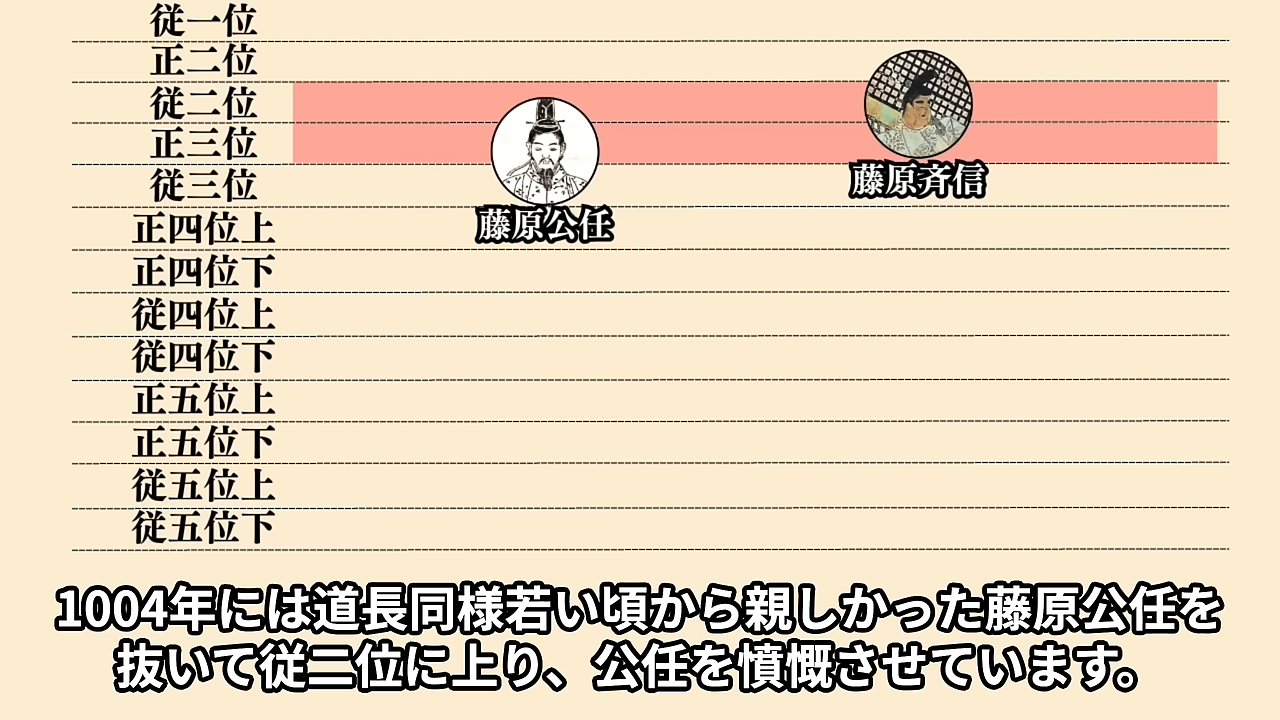 従一位
正二位
従二位
正三位
従三位
正四位上
正四位下
従四位上
従四位下
正五位上
正五位下
従五位上
従五位下
藤原公任
藤原斉信
1004年には道長同様若い頃から親しかった藤原公任を
抜いて従二位に上り、公任を憤慨させています。